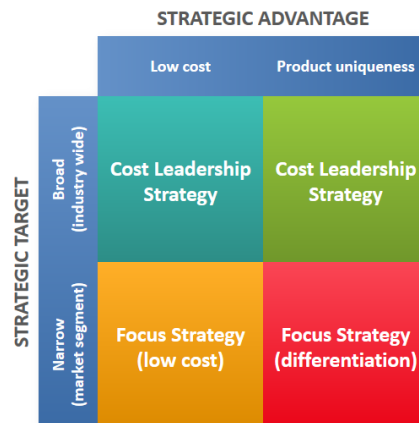 STRATEGIC ADVANTAGE
Low cost
Product uniqueness
STRATEGIC TARGET
Broad
(industry wide)
Cost Leadership
Strategy
Cost Leadership
Strategy
Narrow
(market segment)
Focus Strategy
(low cost)
Focus Strategy
(differentiation)